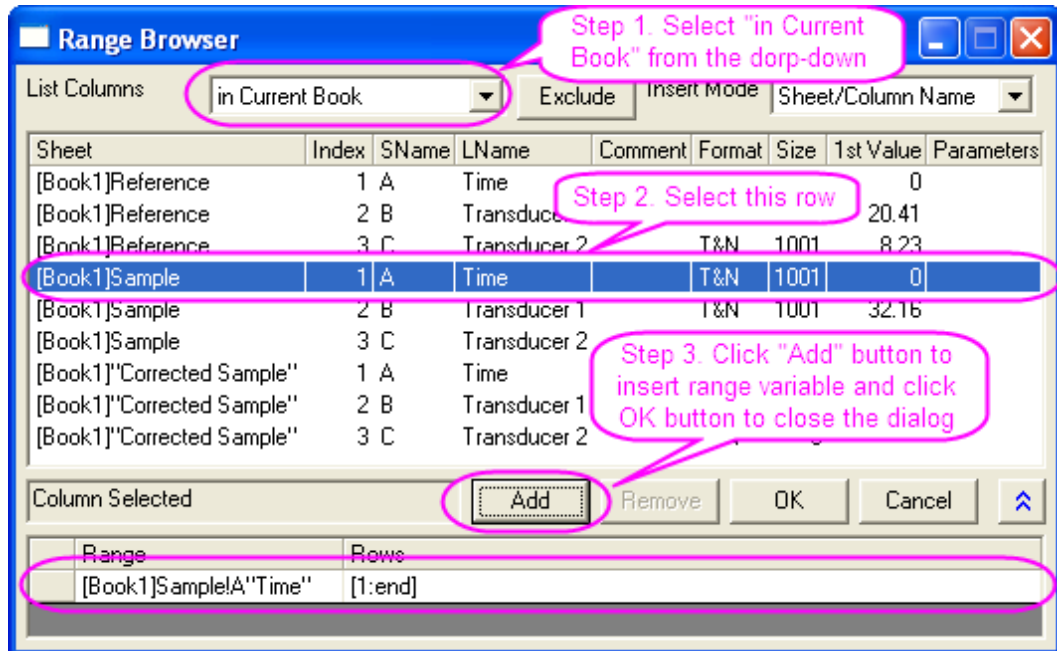 Range Browser
Step 1. Select "in Current
Book" from the dorp-down
List Columns in Current Book Exclude Insert Mode Sheet/Column Name
Sheet Index SName LName Comment Format Size 1st Value Parameters
[Book1]Reference 1 A Time 0
Step 2. Select this row
[Book1]Reference 2 B 20.41
[Book1]Reference 3 C Transducer 2 T&N 1001 8.23
[Book1]Sample 1 A Time T&N 1001 0
[Book1]Sample 2 B Transducer 1 T&N 1001 32.16
[Book1]Sample 3 C Transducer 2
Step 3. Click "Add" button to
insert range variable and click
OK button to close the dialog
[Book1]"Corrected Sample" 1 A Time
[Book1]"Corrected Sample" 2 B Transducer 1
[Book1]"Corrected Sample" 3 C Transducer 2
Column Selected Add Remove OK Cancel
Range Rows
[Book1]Sample!A"Time" [1:end]